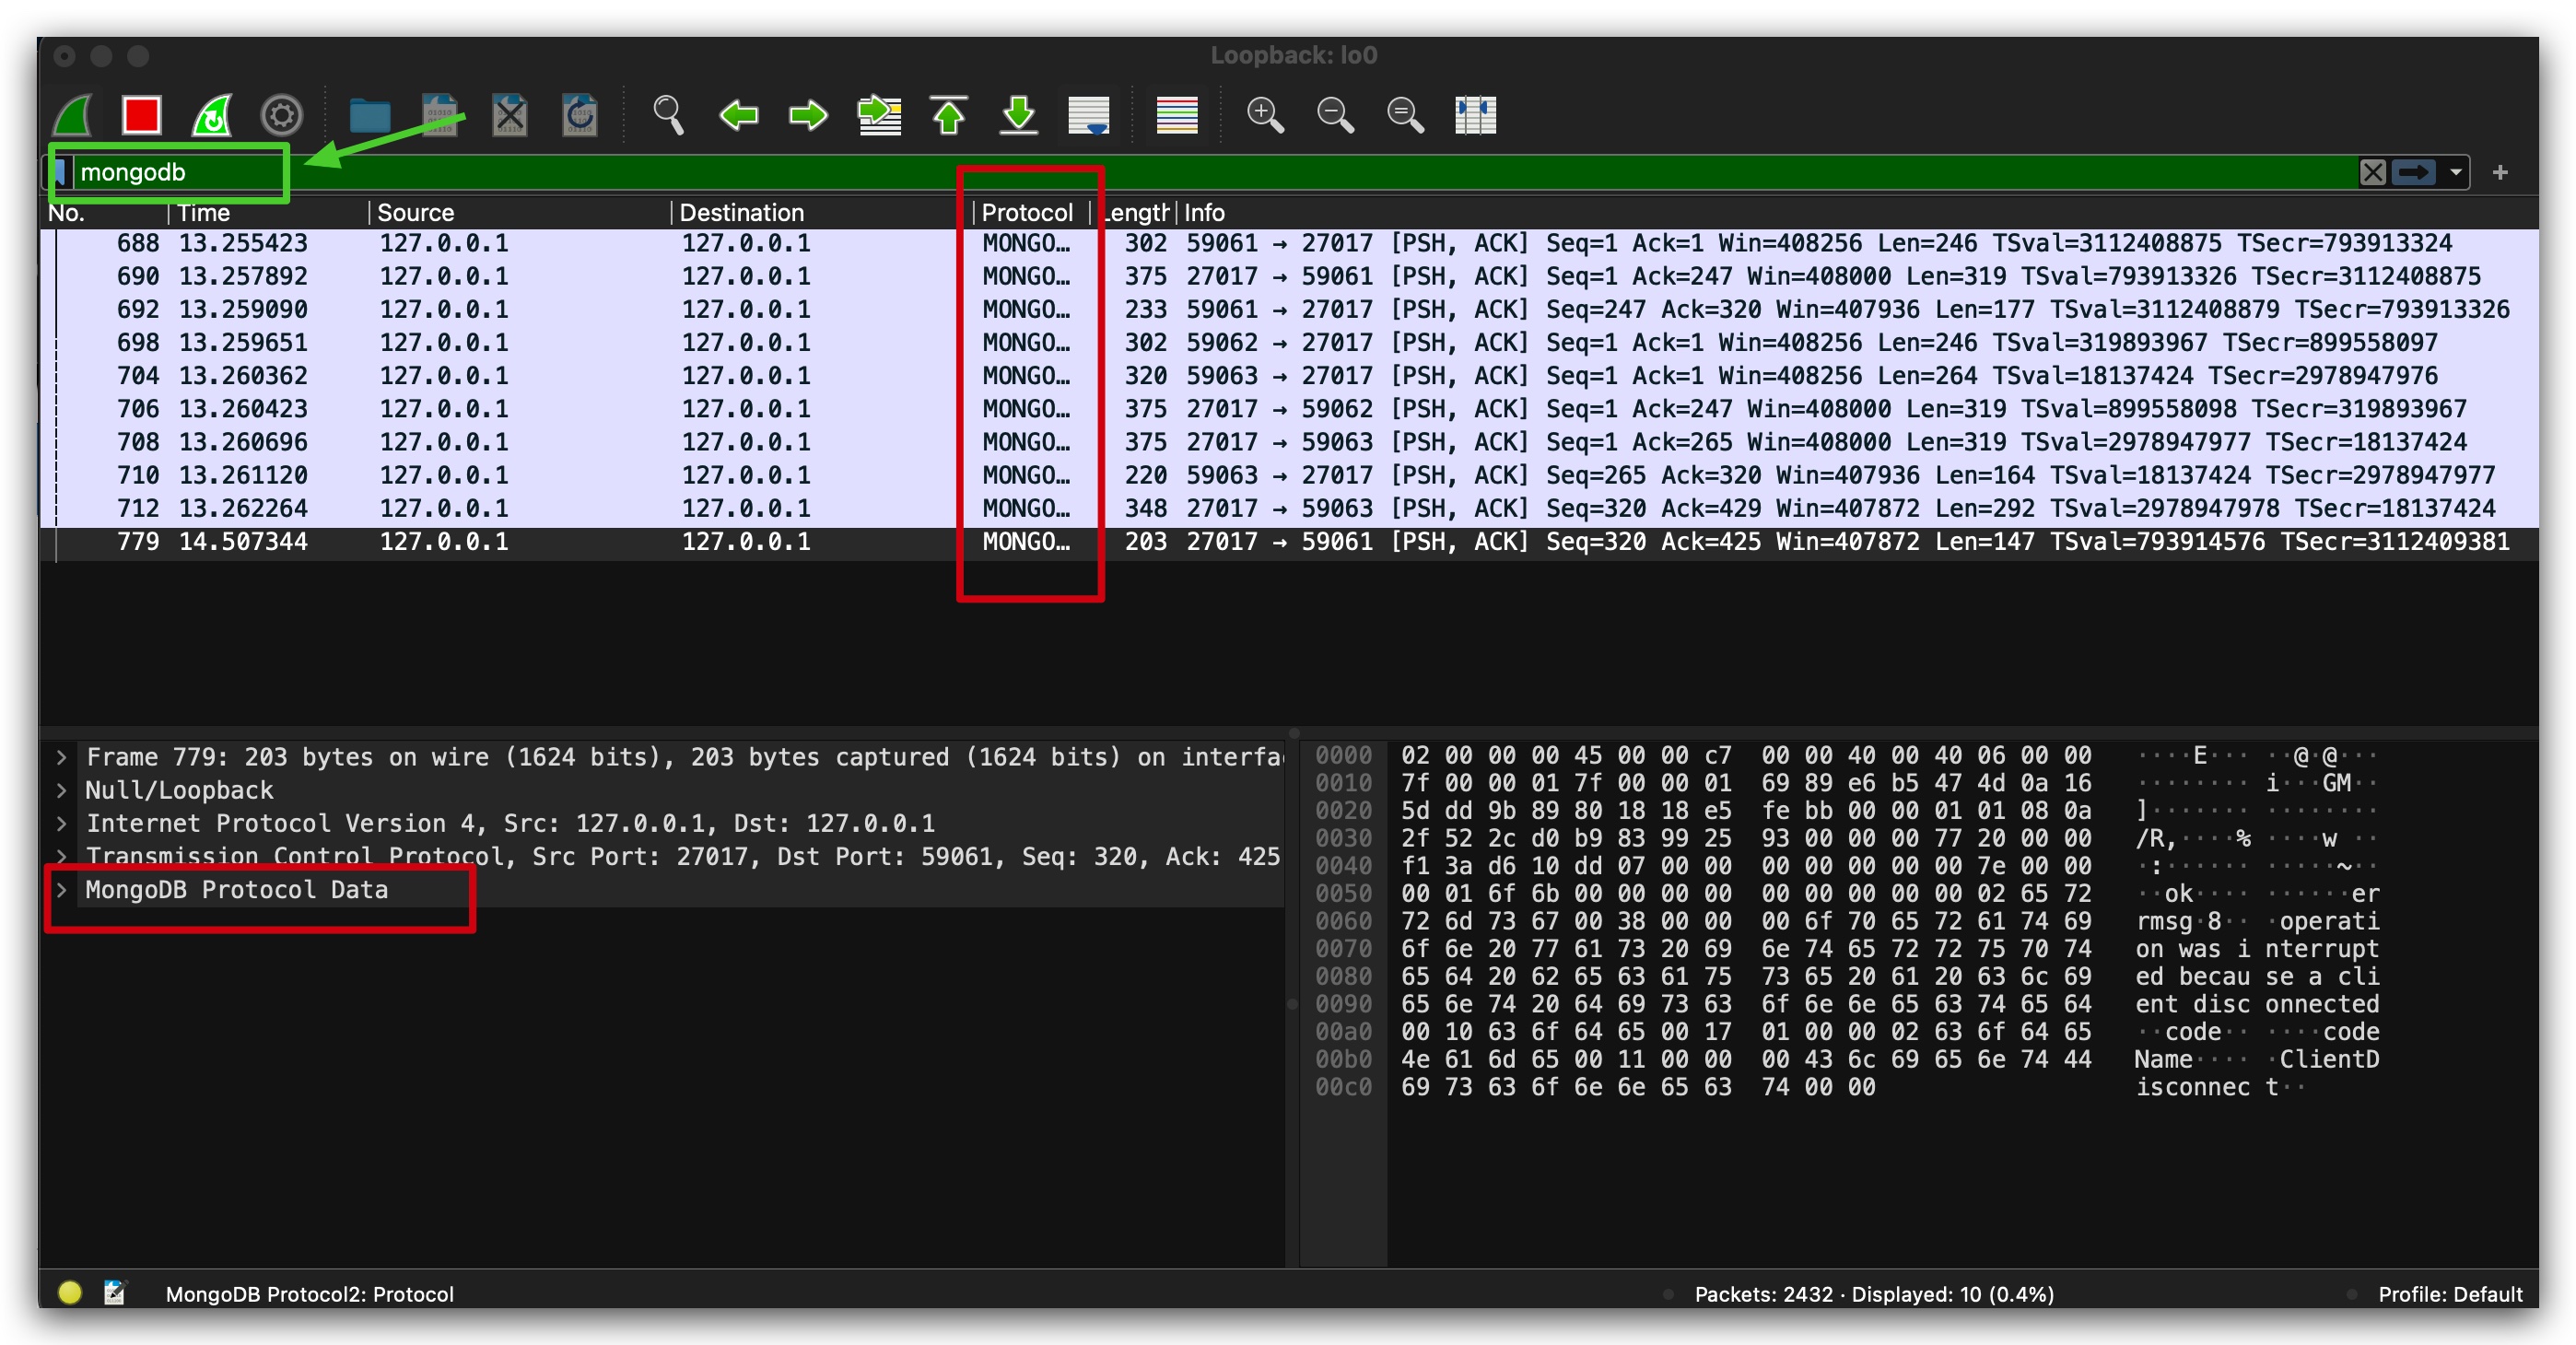 Loopback: lo0
mongodb
No. Time Source Destination Protocol Length Info
688 13.255423 127.0.0.1 127.0.0.1 MONGO… 302 59061 → 27017 [PSH, ACK] Seq=1 Ack=1 Win=408256 Len=246 TSval=3112408875 TSecr=793913324
690 13.257892 127.0.0.1 127.0.0.1 MONGO… 375 27017 → 59061 [PSH, ACK] Seq=1 Ack=247 Win=408000 Len=319 TSval=793913326 TSecr=3112408875
692 13.259090 127.0.0.1 127.0.0.1 MONGO… 233 59061 → 27017 [PSH, ACK] Seq=247 Ack=320 Win=407936 Len=177 TSval=3112408879 TSecr=793913326
698 13.259651 127.0.0.1 127.0.0.1 MONGO… 302 59062 → 27017 [PSH, ACK] Seq=1 Ack=1 Win=408256 Len=246 TSval=319893967 TSecr=899558097
704 13.260362 127.0.0.1 127.0.0.1 MONGO… 320 59063 → 27017 [PSH, ACK] Seq=1 Ack=1 Win=408256 Len=264 TSval=18137424 TSecr=2978947976
706 13.260423 127.0.0.1 127.0.0.1 MONGO… 375 27017 → 59062 [PSH, ACK] Seq=1 Ack=247 Win=408000 Len=319 TSval=899558098 TSecr=319893967
708 13.260696 127.0.0.1 127.0.0.1 MONGO… 375 27017 → 59063 [PSH, ACK] Seq=1 Ack=265 Win=408000 Len=319 TSval=2978947977 TSecr=18137424
710 13.261120 127.0.0.1 127.0.0.1 MONGO… 220 59063 → 27017 [PSH, ACK] Seq=265 Ack=320 Win=407936 Len=164 TSval=18137424 TSecr=2978947977
712 13.262264 127.0.0.1 127.0.0.1 MONGO… 348 27017 → 59063 [PSH, ACK] Seq=320 Ack=429 Win=407872 Len=292 TSval=2978947978 TSecr=18137424
779 14.507344 127.0.0.1 127.0.0.1 MONGO… 203 27017 → 59061 [PSH, ACK] Seq=320 Ack=425 Win=407872 Len=147 TSval=793914576 TSecr=3112409381
Frame 779: 203 bytes on wire (1624 bits), 203 bytes captured (1624 bits) on interfa
Null/Loopback
Internet Protocol Version 4, Src: 127.0.0.1, Dst: 127.0.0.1
Transmission Control Protocol, Src Port: 27017, Dst Port: 59061, Seq: 320, Ack: 425
MongoDB Protocol Data
0000 02 00 00 00 45 00 00 c7 00 00 40 00 40 06 00 00 ····E··· ··@·@···
0010 7f 00 00 01 7f 00 00 01 69 89 e6 b5 47 4d 0a 16 ········ i···GM··
0020 5d dd 9b 89 80 18 18 e5 fe bb 00 00 01 01 08 0a ]······· ········
0030 2f 52 2c d0 b9 83 99 25 93 00 00 00 77 20 00 00 /R,····% ····w ··
0040 f1 3a d6 10 dd 07 00 00 00 00 00 00 00 7e 00 00 ·:······ ·····~··
0050 00 01 6f 6b 00 00 00 00 00 00 00 00 00 02 65 72 ··ok···· ······er
0060 72 6d 73 67 00 38 00 00 00 6f 70 65 72 61 74 69 rmsg·8·· ·operati
0070 6f 6e 20 77 61 73 20 69 6e 74 65 72 72 75 70 74 on was i nterrupt
0080 65 64 20 62 65 63 61 75 73 65 20 61 20 63 6c 69 ed becau se a cli
0090 65 6e 74 20 64 69 73 63 6f 6e 6e 65 63 74 65 64 ent disc onnected
00a0 00 10 63 6f 64 65 00 17 01 00 00 02 63 6f 64 65 ··code·· ····code
00b0 4e 61 6d 65 00 11 00 00 00 43 6c 69 65 6e 74 44 Name···· ·ClientD
00c0 69 73 63 6f 6e 6e 65 63 74 00 00 isconnec t··
MongoDB Protocol2: Protocol Packets: 2432 · Displayed: 10 (0.4%) Profile: Default